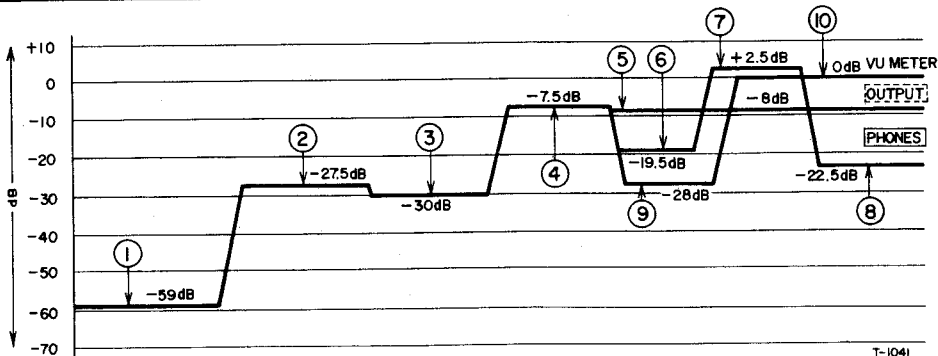 +10
0
-10
-20
-30
-40
-50
-60
-70
dB
1
-59dB
2
-27.5dB
3
-30dB
-7.5dB
4
5
6
-19.5dB
9
-28dB
7
+2.5dB
10
0dB VU METER
OUTPUT
-8dB
PHONES
-22.5dB
8
T-1041